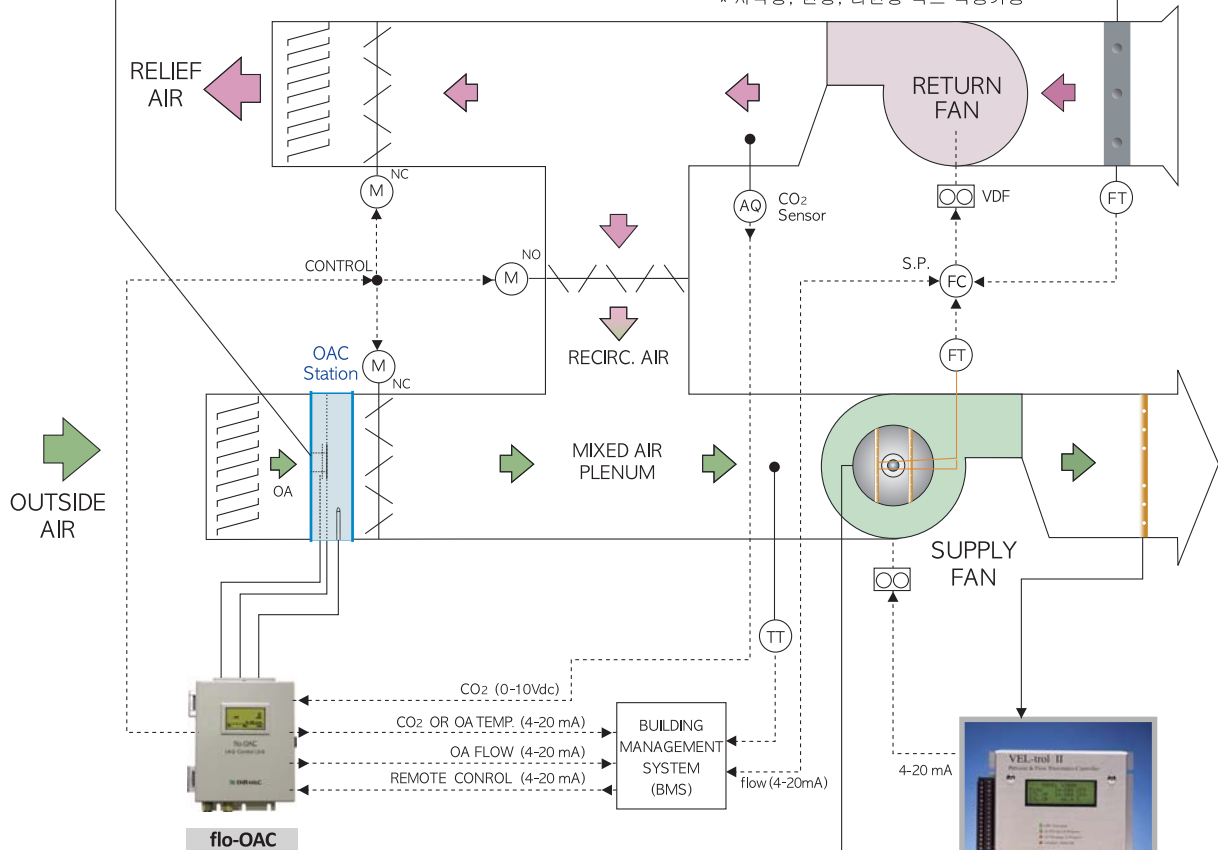 RELIEF
AIR
RETURN
FAN
NC
M
AQ
CO2
Sensor
VDF
FT
NO
M
CONTROL
S.P.
FC
RECIRC. AIR
FT
OAC
Station
M
NC
OUTSIDE
AIR
OA
MIXED AIR
PLENUM
SUPPLY
FAN
TT
CO2 (0-10Vdc)
CO2 OR OA TEMP. (4-20 mA)
OA FLOW (4-20 mA)
REMOTE CONROL (4-20 mA)
BUILDING
MANAGEMENT
SYSTEM
(BMS)
flow(4-20mA)
4-20 mA
flo-OAC
flo-OAC
VEL-trol II